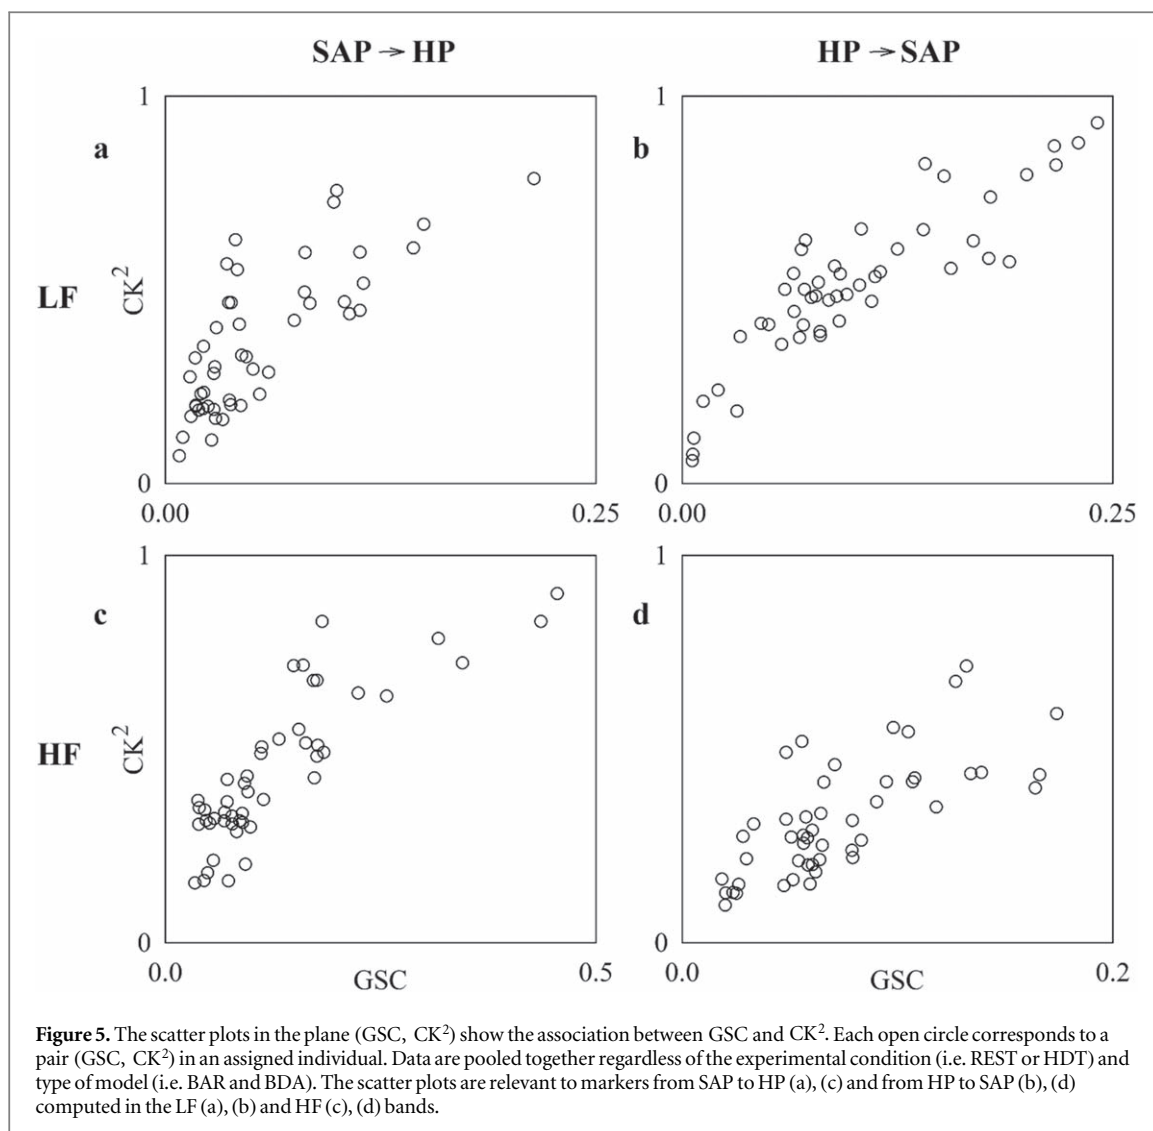 SAP → HP
HP → SAP
1
a
LF
CK²
0
0.00
0.25
1
b
0
0.00
0.25
1
c
HF
CK²
0
0.0
GSC
0.5
1
d
0
0.0
GSC
0.2
Figure 5. The scatter plots in the plane (GSC, CK²) show the association between GSC and CK². Each open circle corresponds to a
pair (GSC, CK²) in an assigned individual. Data are pooled together regardless of the experimental condition (i.e. REST or HDT) and
type of model (i.e. BAR and BDA). The scatter plots are relevant to markers from SAP to HP (a), (c) and from HP to SAP (b), (d)
computed in the LF (a), (b) and HF (c), (d) bands.